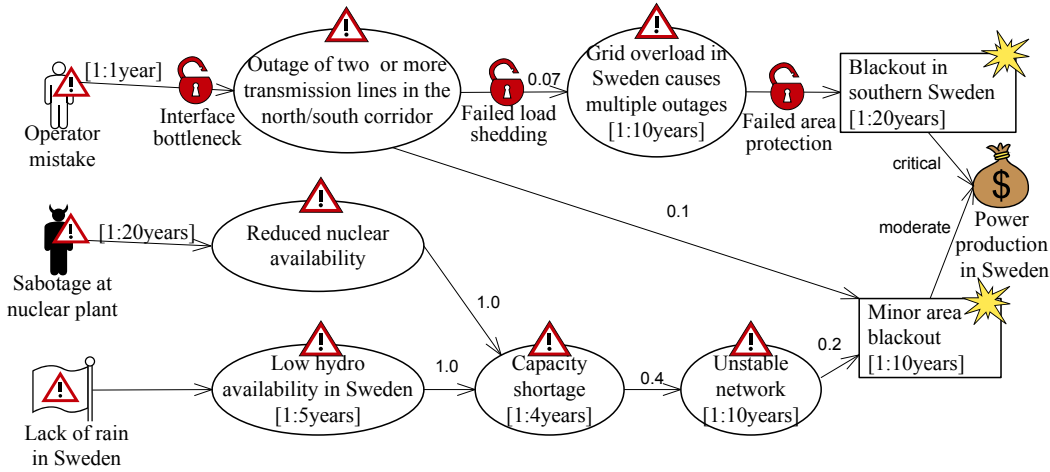 [1:1year]
Operator
mistake
Interface
bottleneck
Outage of two or more
transmission lines in the
north/south corridor
0.07
Failed load
shedding
Grid overload in
Sweden causes
multiple outages
[1:10years]
Failed area
protection
Blackout in
southern Sweden
[1:20years]
critical
$
Power
production
in Sweden
moderate
0.1
[1:20years]
Sabotage at
nuclear plant
Reduced nuclear
availability
1.0
Minor area
blackout
[1:10years]
Lack of rain
in Sweden
Low hydro
availability in Sweden
[1:5years]
1.0
Capacity
shortage
[1:4years]
0.4
Unstable
network
[1:10years]
0.2